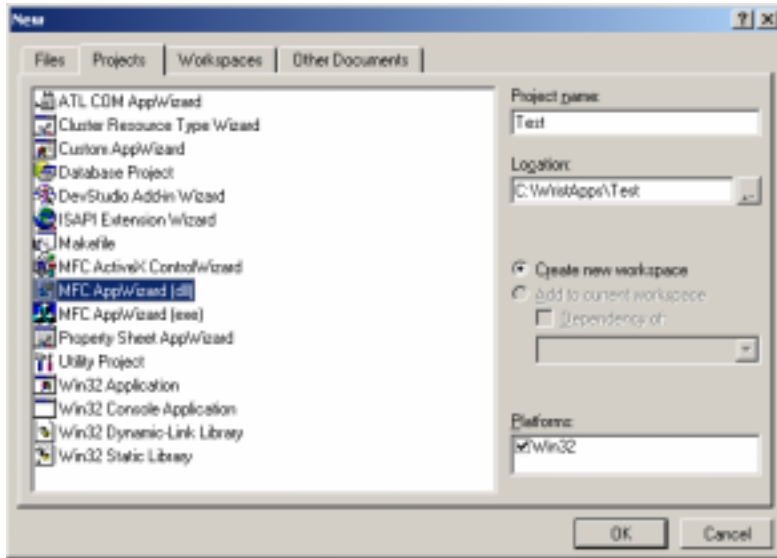 New
Files Projects Workspaces Other Documents
ATL COM AppWizard
Cluster Resource Type Wizard
Custom AppWizard
Database Project
DevStudio Add-in Wizard
ISAPI Extension Wizard
Makefile
MFC ActiveX ControlWizard
MFC AppWizard (dll)
MFC AppWizard (exe)
Property Sheet AppWizard
Utility Project
Win32 Application
Win32 Console Application
Win32 Dynamic-Link Library
Win32 Static Library
Project name:
Test
Location:
C:\WristApps\Test
...
Create new workspace
Add to current workspace
Dependency of:
Platforms:
Win32
OK Cancel